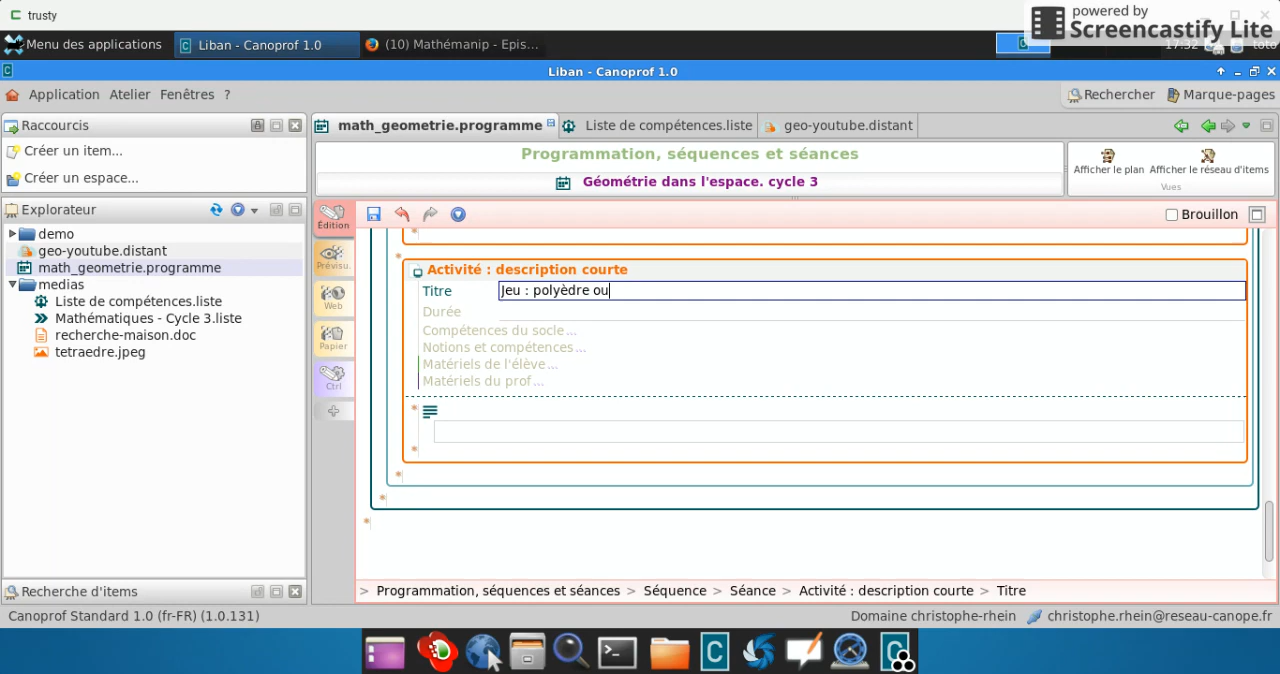 trusty
powered by
Screencastify Lite
Menu des applications
Liban - Canoprof 1.0
(10) Mathémanip - Epis...
17:32
toto
Liban - Canoprof 1.0
Application Atelier Fenêtres ?
Rechercher
Marque-pages
Raccourcis
Créer un item...
Créer un espace...
Explorateur
demo
geo-youtube.distant
math_geometrie.programme
medias
Liste de compétences.liste
Mathématiques - Cycle 3.liste
recherche-maison.doc
tetraedre.jpeg
Recherche d'items
math_geometrie.programme
Liste de compétences.liste
geo-youtube.distant
Programmation, séquences et séances
Géométrie dans l'espace. cycle 3
Afficher le plan
Afficher le réseau d'items
Vues
Édition
Prévisu.
Web
Papier
Ctrl
Brouillon
Activité : description courte
Titre
Jeu : polyèdre ou
Durée
Compétences du socle ...
Notions et compétences ...
Matériels de l'élève ...
Matériels du prof ...
> Programmation, séquences et séances > Séquence > Séance > Activité : description courte > Titre
Canoprof Standard 1.0 (fr-FR) (1.0.131)
Domaine christophe-rhein
christophe.rhein@reseau-canope.fr